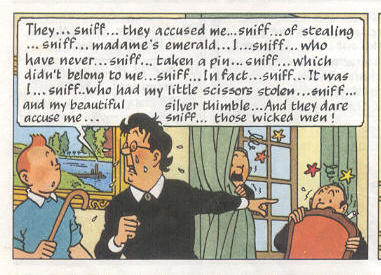 They... sniff... they accused me...sniff...of stealing
... sniff... madame's emerald... I...sniff... who
have never...sniff... taken a pin...sniff...which
didn't belong to me...sniff...In fact...sniff...It was
I...sniff..who had my little scissors stolen...sniff...
and my beautiful silver thimble...And they dare
accuse me... sniff... those wicked men!